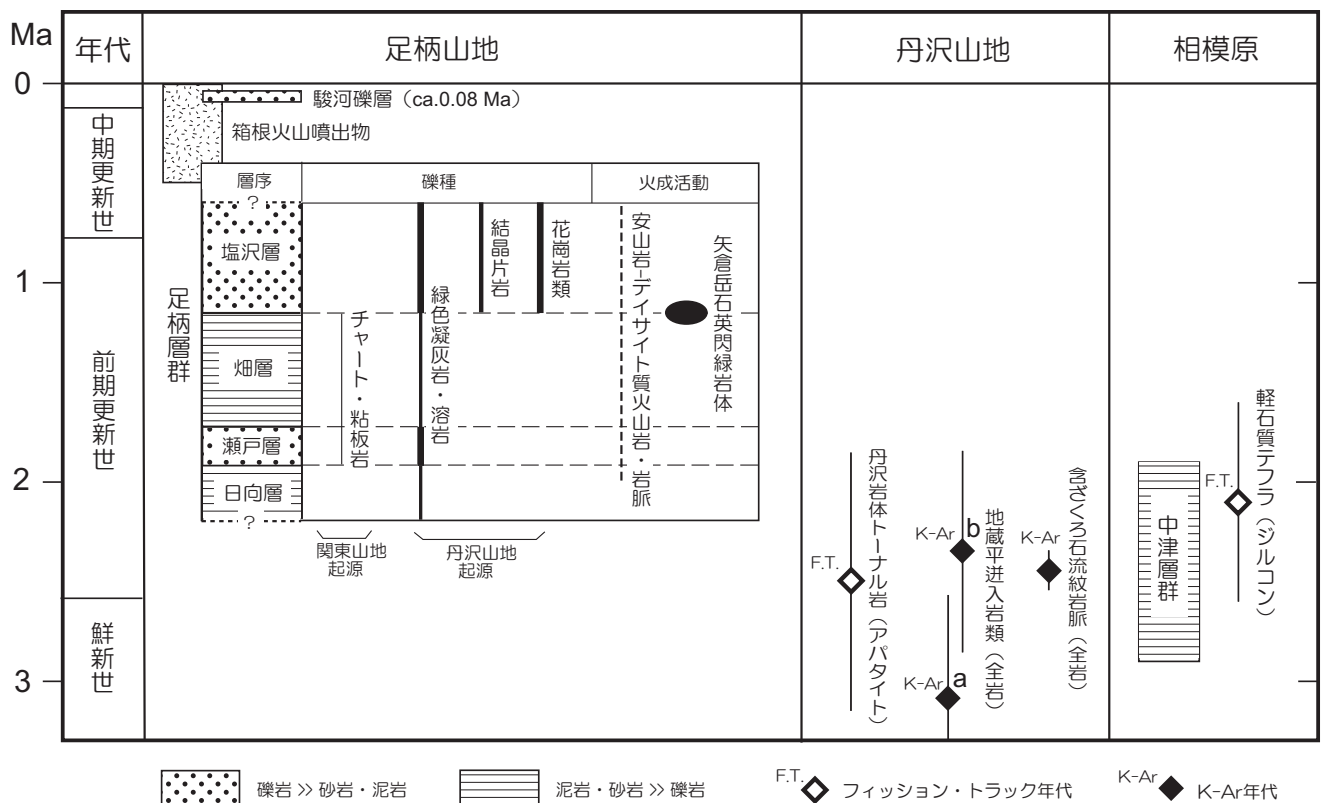 Ma
年代
足柄山地
丹沢山地
相模原
0
1
2
3
中期更新世
前期更新世
鮮新世
駿河礫層（ca.0.08 Ma）
箱根火山噴出物
層序
礫種
火成活動
?
塩沢層
畑層
瀬戸層
日向層
?
足柄層群
チャート・粘板岩
緑色凝灰岩・溶岩
結晶片岩
花崗岩類
安山岩−デイサイト質火山岩・岩脈
矢倉岳石英閃緑岩体
関東山地
起源
丹沢山地
起源
F.T.
丹沢岩体トーナル岩（アパタイト）
K-Ar
b
K-Ar
a
地蔵平迸入岩類（全岩）
K-Ar
含ざくろ石流紋岩脈（全岩）
中津層群
F.T.
軽石質テフラ（ジルコン）
礫岩 >> 砂岩・泥岩
泥岩・砂岩 >> 礫岩
F.T.
フィッション・トラック年代
K-Ar
K-Ar年代